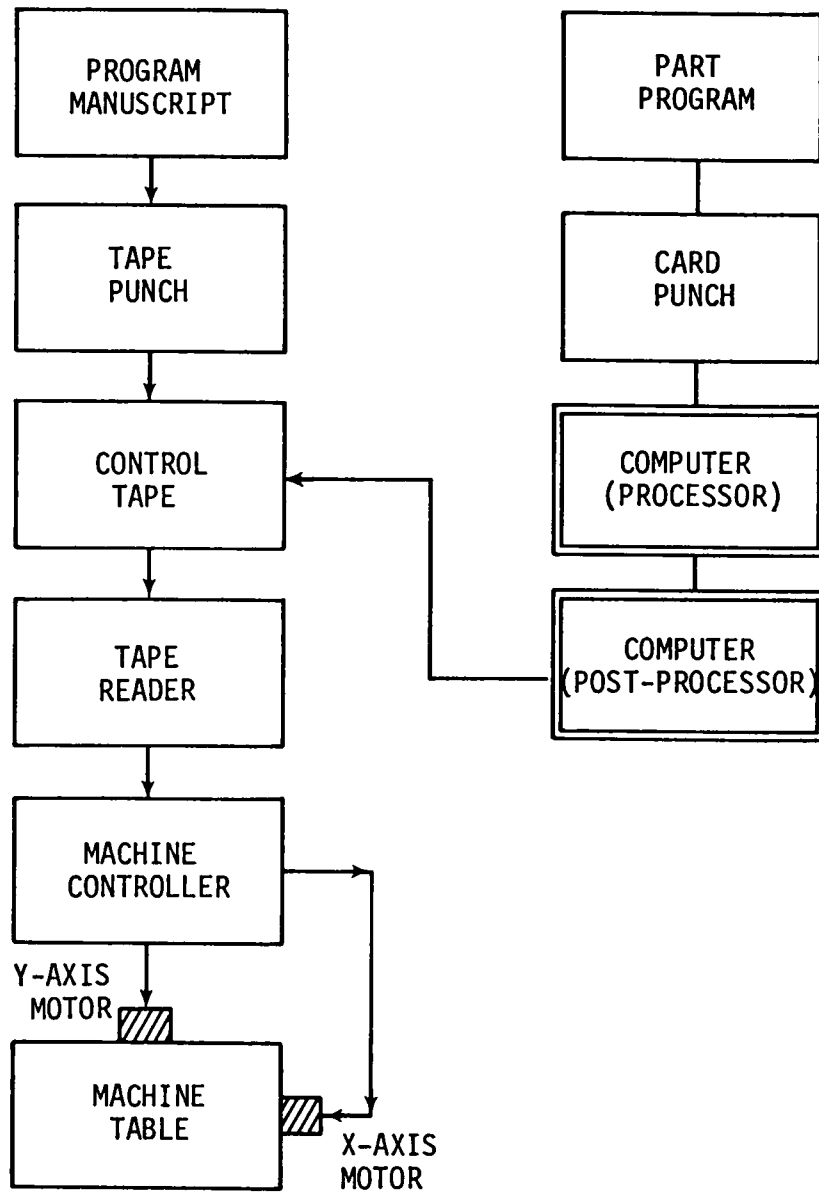 PROGRAM
MANUSCRIPT
TAPE
PUNCH
CONTROL
TAPE
TAPE
READER
MACHINE
CONTROLLER
Y-AXIS
MOTOR
MACHINE
TABLE
X-AXIS
MOTOR
PART
PROGRAM
CARD
PUNCH
COMPUTER
(PROCESSOR)
COMPUTER
(POST-PROCESSOR)